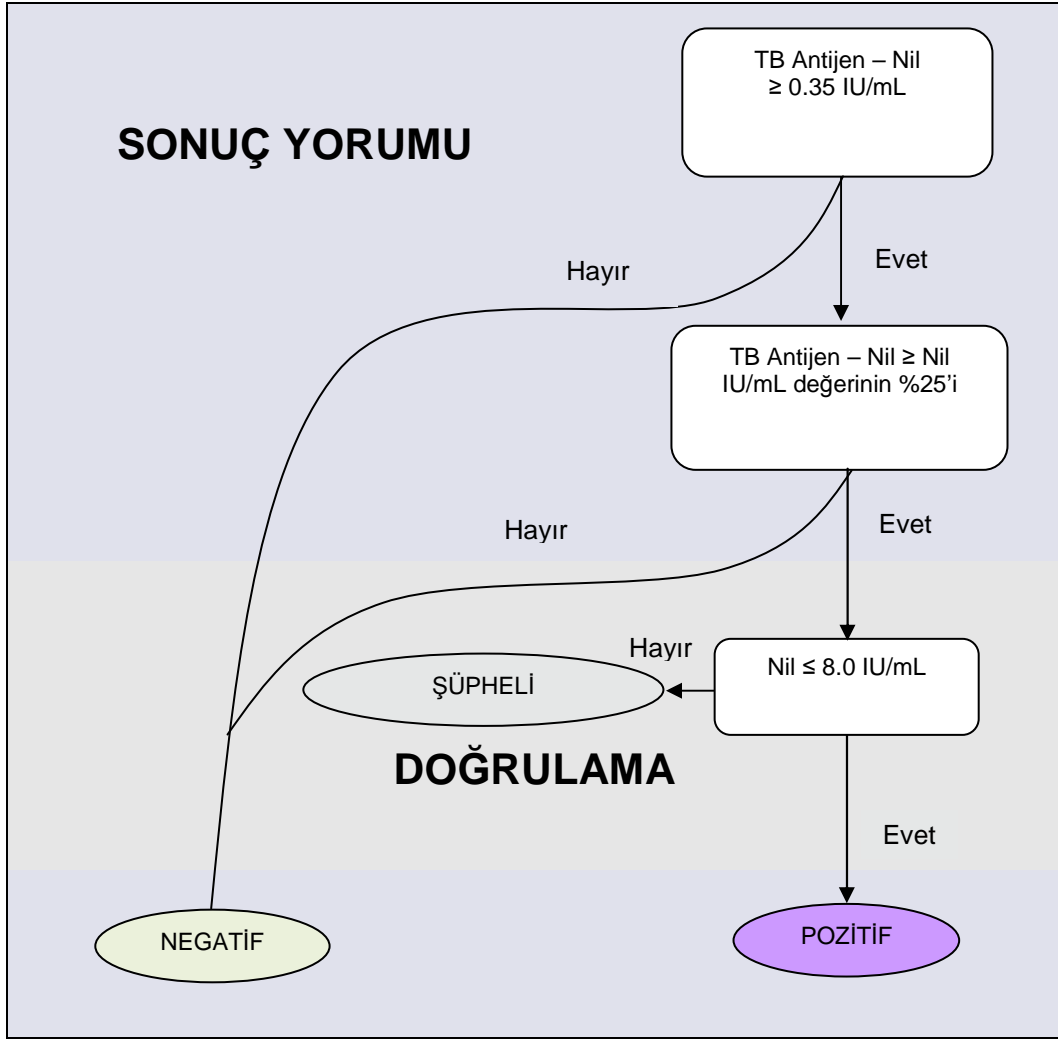 TB Antijen – Nil
≥ 0.35 IU/mL
SONUÇ YORUMU
Hayır
Evet
TB Antijen – Nil ≥ Nil
IU/mL değerinin %25’i
Hayır
Evet
Hayır
Nil ≤ 8.0 IU/mL
ŞÜPHELİ
DOĞRULAMA
Evet
NEGATİF
POZİTİF